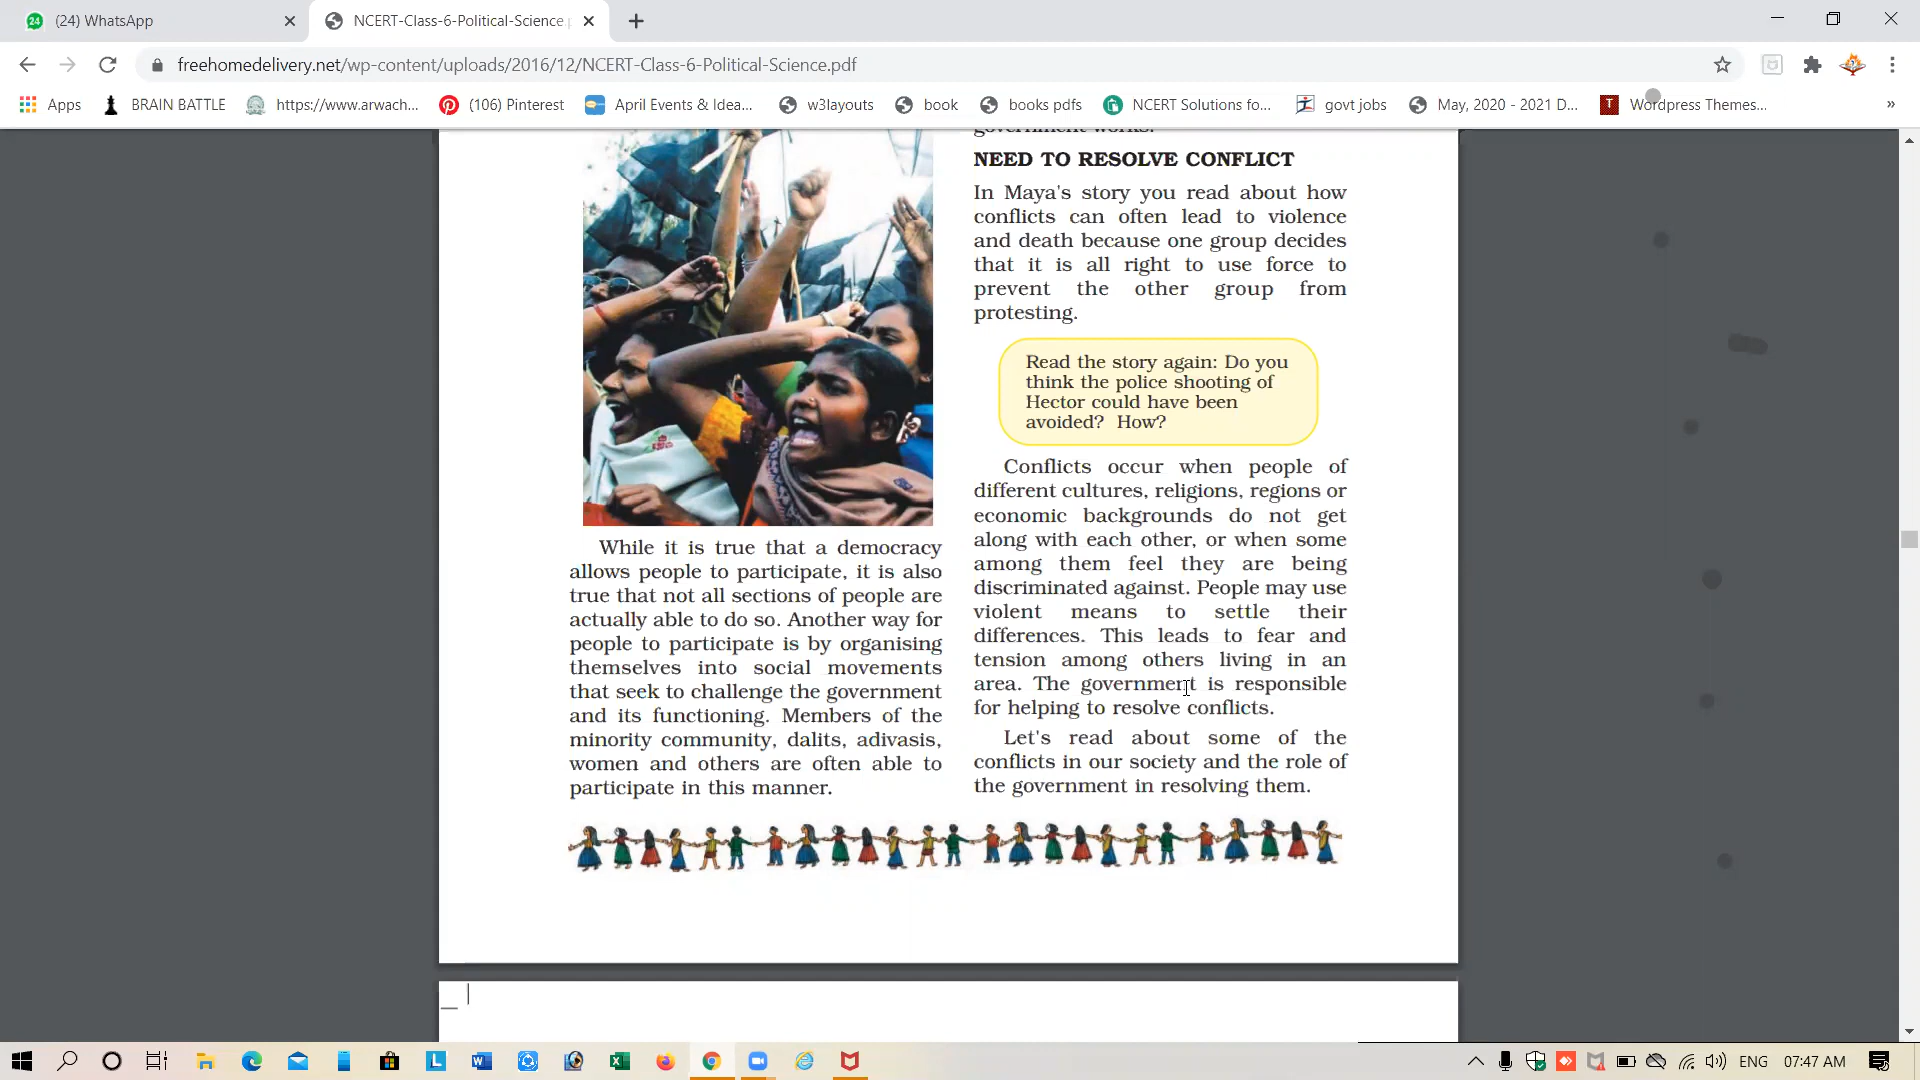 24
(24) WhatsApp
NCERT-Class-6-Political-Science.p
freehomedelivery.net/wp-content/uploads/2016/12/NCERT-Class-6-Political-Science.pdf
Apps
BRAIN BATTLE
https://www.arwach...
(106) Pinterest
April Events & Idea...
w3layouts
book
books pdfs
NCERT Solutions fo...
govt jobs
May, 2020 - 2021 D...
T
Wordpress Themes...
»
While it is true that a democracy
allows people to participate, it is also
true that not all sections of people are
actually able to do so. Another way for
people to participate is by organising
themselves into social movements
that seek to challenge the government
and its functioning. Members of the
minority community, dalits, adivasis,
women and others are often able to
participate in this manner.
government works.
NEED TO RESOLVE CONFLICT
In Maya's story you read about how
conflicts can often lead to violence
and death because one group decides
that it is all right to use force to
prevent the other group from
protesting.
Read the story again: Do you
think the police shooting of
Hector could have been
avoided? How?
Conflicts occur when people of
different cultures, religions, regions or
economic backgrounds do not get
along with each other, or when some
among them feel they are being
discriminated against. People may use
violent means to settle their
differences. This leads to fear and
tension among others living in an
area. The government is responsible
for helping to resolve conflicts.
Let's read about some of the
conflicts in our society and the role of
the government in resolving them.
ENG
07:47 AM